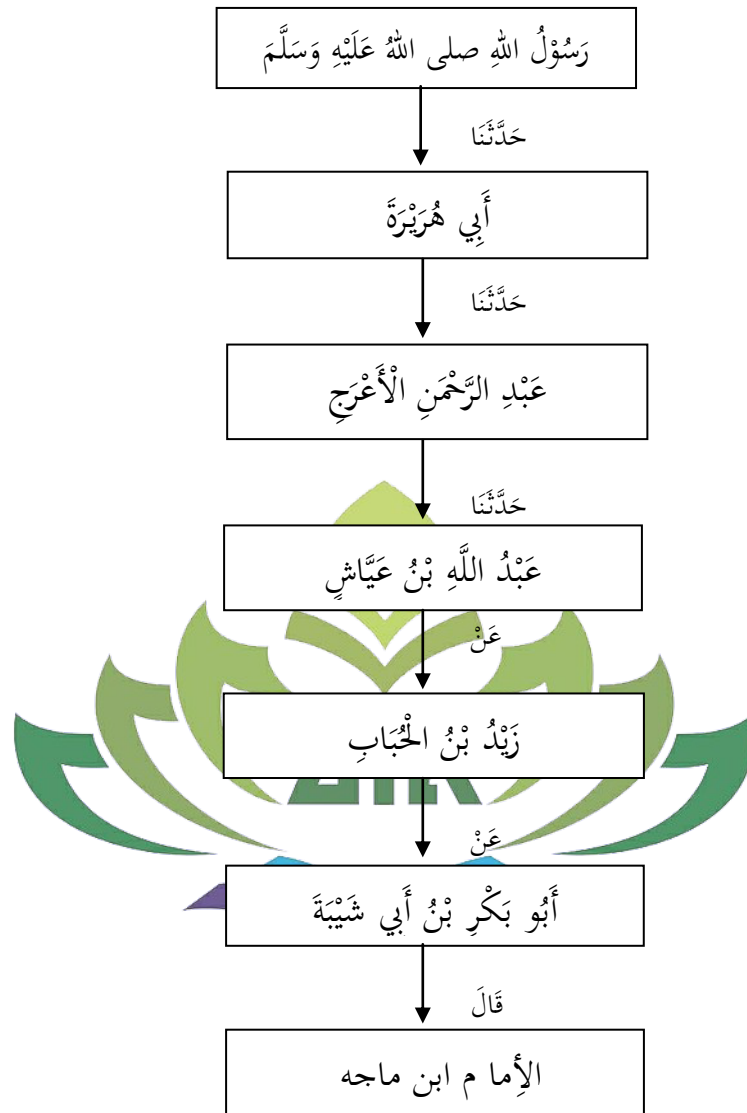 رَسُوْلُ اللهِ صلى اللهُ عَلَيْهِ وَسَلَّمَ
حَدَّثَنَا
أَبِي هُرَيْرَةَ
حَدَّثَنَا
عَبْدِ الرَّحْمَنِ الْأَعْرَجِ
حَدَّثَنَا
عَبْدُ اللَّهِ بْنُ عَيَّاشٍ
عَنْ
زَيْدُ بْنُ الْحُبَابِ
عَنْ
أَبُو بَكْرِ بْنُ أَبِي شَيْبَةَ
قَالَ
الأِما م ابن ماجه